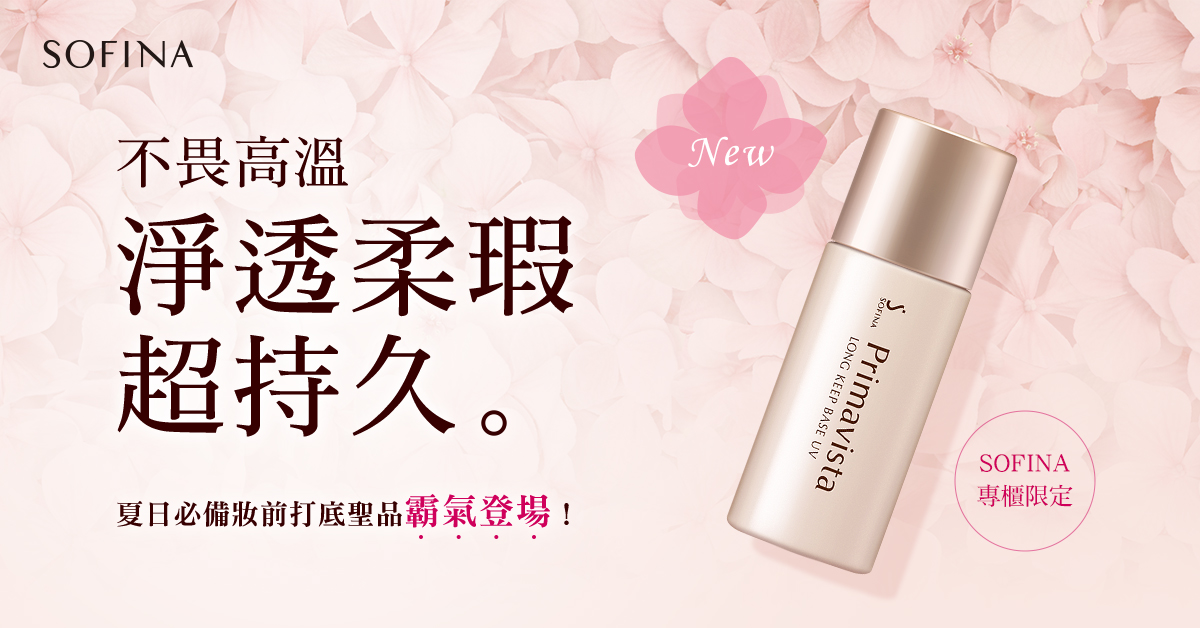 SOFINA
不畏高溫
淨透柔瑕
超持久。
夏日必備妝前打底聖品霸氣登場！
New
S
SOFINA
Primavista
LONG KEEP BASE UV
SOFINA
專櫃限定